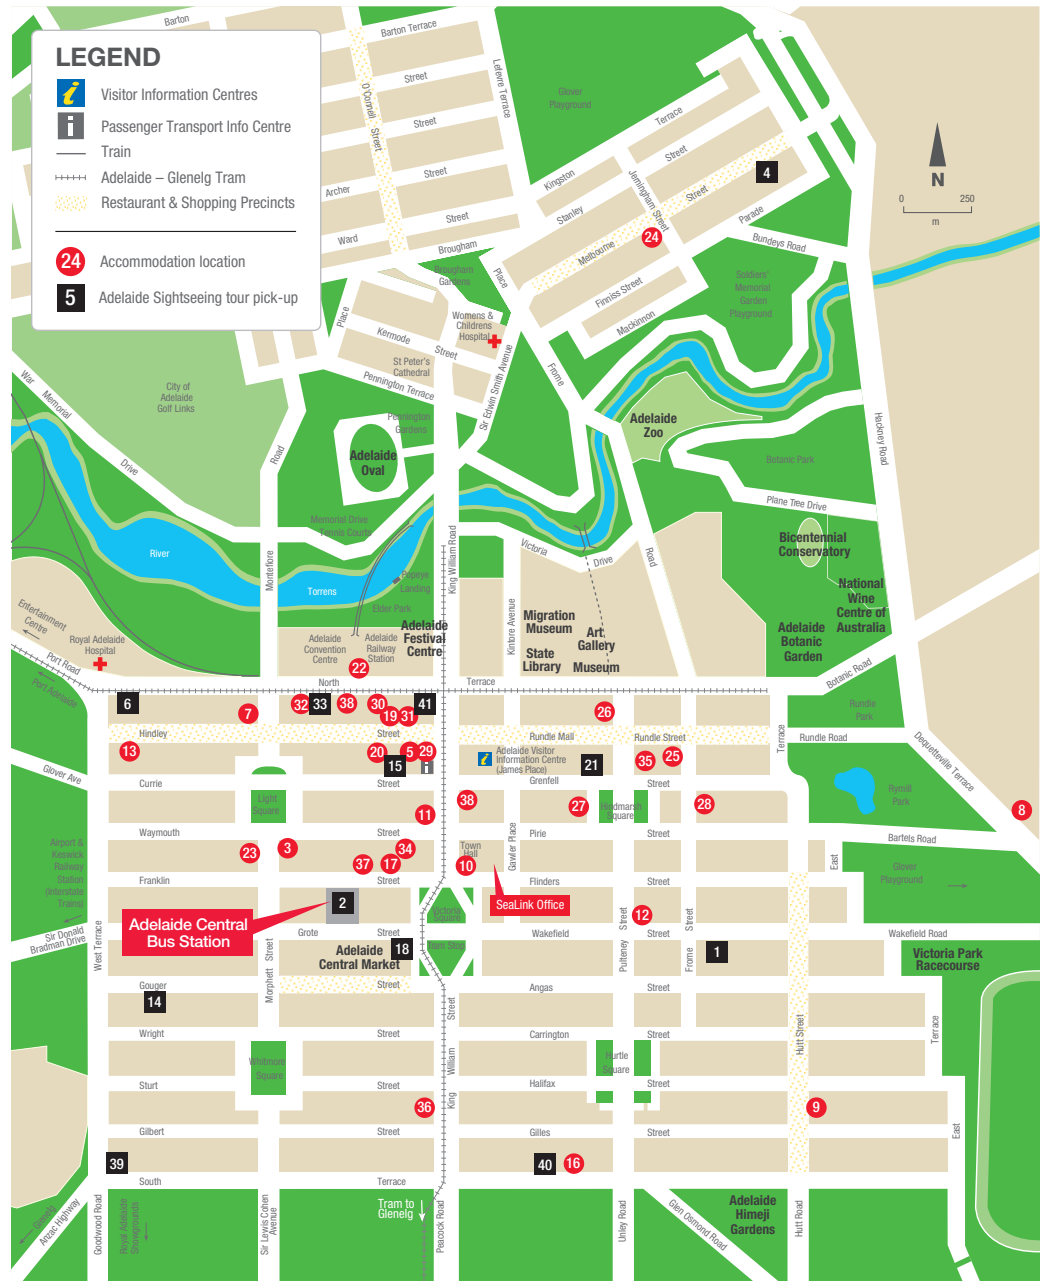 LEGEND
Visitor Information Centres
Passenger Transport Info Centre
Train
Adelaide – Glenelg Tram
Restaurant & Shopping Precincts
24 Accommodation location
5 Adelaide Sightseeing tour pick-up
Barton
Barton Terrace
Street
O'Connell Street
Lefevre Terrace
Street
Street
Archer
Street
Ward
Brougham
Glover
Playground
Terrace
Street
Kingston
Stanley
Jerningham Street
Street
Melbourne
24
4
Parade
Bundeys Road
Finniss Street
Mackinnon
N
0 250
m
Brougham
Gardens
Place
Place
Womens &
Childrens
Hospital
Kermode
Street
St Peter's
Cathedral
Pennington Terrace
Pennington
Gardens
Sir Edwin Smith Avenue
Frome
Road
Soldiers'
Memorial
Garden
Playground
Adelaide
Zoo
Hackney Road
Botanic Park
Plane Tree Drive
Bicentennial
Conservatory
National
Wine
Centre of
Australia
Adelaide
Botanic
Garden
Botanic Road
City of
Adelaide
Golf Links
War Memorial Drive
Montefiore
Road
Adelaide
Oval
Memorial Drive
Tennis Courts
River
Torrens
Popeye
Landing
Elder Park
King William Road
Victoria
Drive
Kintore Avenue
Migration
Museum
State
Library
Art
Gallery
Museum
Adelaide
Festival
Centre
Adelaide
Convention
Centre
Adelaide
Railway
Station
22
Entertainment
Centre
Royal Adelaide
Hospital
Port Road
Port Adelaide
North
Terrace
6
7
32
33
38
30
19
31
41
26
Hindley
Street
Rundle Mall
Rundle Street
Terrace
Rundle Road
Rundle
Park
Dequetteville Terrace
13
20
5
29
15
Adelaide Visitor
Information Centre
(James Place)
21
35
25
Glover Ave
Currie
Street
Grenfell
Street
Light
Square
11
38
27
Hindmarsh
Square
28
Rymill
Park
8
Waymouth
Street
Pirie
Street
Bartels Road
Airport &
Keswick
Railway
Station
(Interstate
Trains)
23
3
34
37
17
Town
Hall
10
Gawler Place
East
Glover
Playground
Franklin
Street
Flinders
Street
SeaLink Office
2
Adelaide Central
Bus Station
Victoria
Square
12
Street
Street
Sir Donald
Bradman Drive
West Terrace
Grote
Street
Wakefield
Street
Wakefield Road
Morphett Street
Adelaide
Central Market
18
Tram Stop
Pulteney
Frome
1
Victoria Park
Racecourse
Gouger
Street
Angas
Street
14
Street
Hutt Street
Terrace
Wright
Street
Carrington
Street
Whitmore
Square
William
Hurtle
Square
Sturt
Street
Halifax
Street
36
King
9
East
Gilbert
Street
Gilles
Street
39
40
16
South
Terrace
Glenelg
Anzac Highway
Goodwood Road
Royal Adelaide
Showgrounds
Sir Lewis Cohen
Avenue
Tram to
Glenelg
Peacock Road
Unley Road
Glen Osmond Road
Adelaide
Himeji
Gardens
Hutt Road